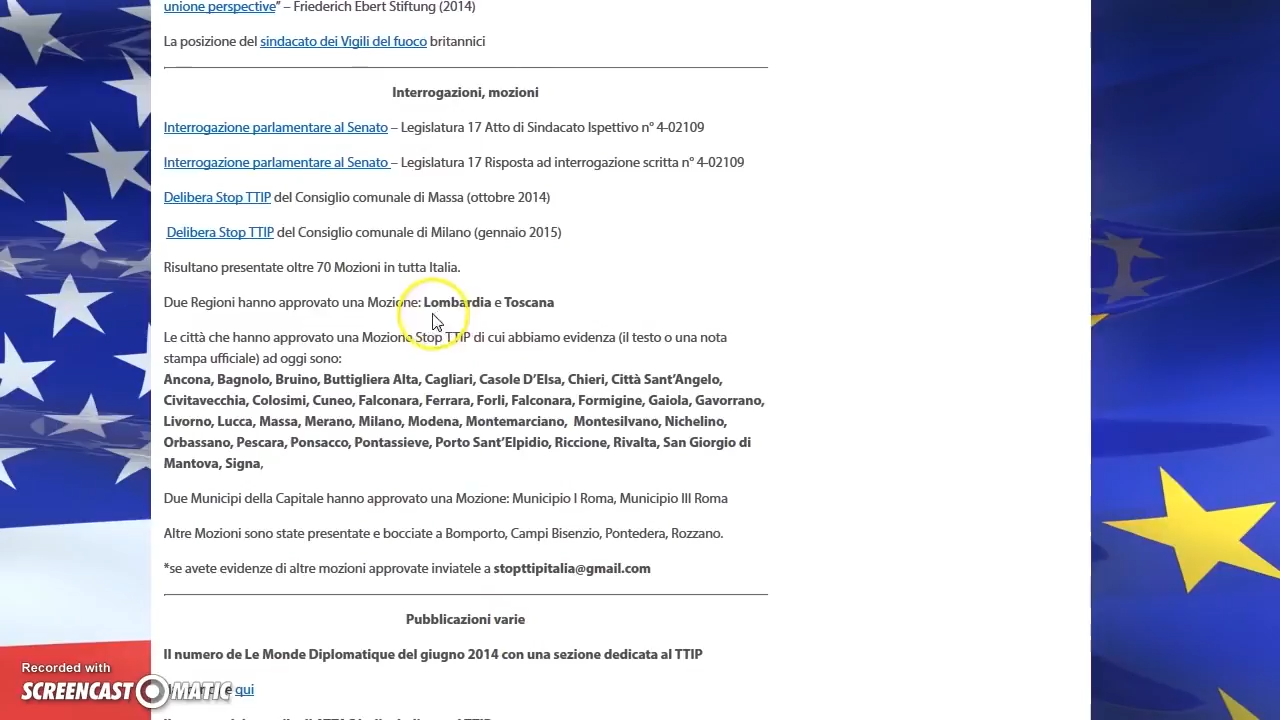 unione perspective” – Friederich Ebert Stiftung (2014)
La posizione del sindacato dei Vigili del fuoco britannici
Interrogazioni, mozioni
Interrogazione parlamentare al Senato – Legislatura 17 Atto di Sindacato Ispettivo n° 4-02109
Interrogazione parlamentare al Senato – Legislatura 17 Risposta ad interrogazione scritta n° 4-02109
Delibera Stop TTIP del Consiglio comunale di Massa (ottobre 2014)
Delibera Stop TTIP del Consiglio comunale di Milano (gennaio 2015)
Risultano presentate oltre 70 Mozioni in tutta Italia.
Due Regioni hanno approvato una Mozione: Lombardia e Toscana
Le città che hanno approvato una Mozione Stop TTIP di cui abbiamo evidenza (il testo o una nota
stampa ufficiale) ad oggi sono:
Ancona, Bagnolo, Bruino, Buttigliera Alta, Cagliari, Casole D’Elsa, Chieri, Città Sant’Angelo,
Civitavecchia, Colosimi, Cuneo, Falconara, Ferrara, Forlì, Falconara, Formigine, Gaiola, Gavorrano,
Livorno, Lucca, Massa, Merano, Milano, Modena, Montemarciano, Montesilvano, Nichelino,
Orbassano, Pescara, Ponsacco, Pontassieve, Porto Sant’Elpidio, Riccione, Rivalta, San Giorgio di
Mantova, Signa,
Due Municipi della Capitale hanno approvato una Mozione: Municipio I Roma, Municipio III Roma
Altre Mozioni sono state presentate e bocciate a Bomporto, Campi Bisenzio, Pontedera, Rozzano.
*se avete evidenze di altre mozioni approvate inviatele a stopttipitalia@gmail.com
Pubblicazioni varie
Il numero de Le Monde Diplomatique del giugno 2014 con una sezione dedicata al TTIP
qui
Recorded with
SCREENCAST MATIC